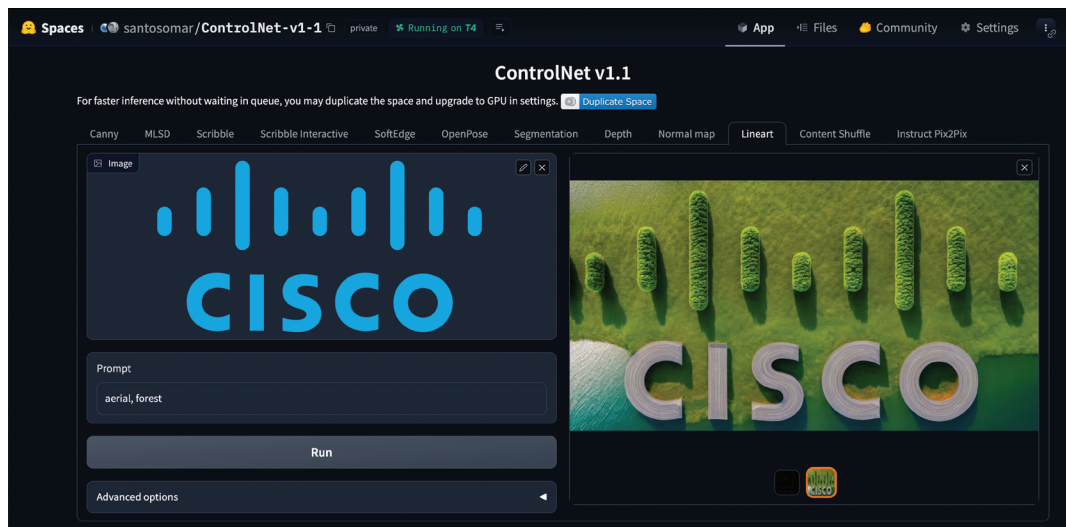 Spaces santosomar/ControlNet-v1-1 private Running on T4 App Files Community Settings
ControlNet v1.1
For faster inference without waiting in queue, you may duplicate the space and upgrade to GPU in settings. Duplicate Space
Canny MLSD Scribble Scribble Interactive SoftEdge OpenPose Segmentation Depth Normal map Lineart Content Shuffle Instruct Pix2Pix
Image
CISCO
CISCO
Prompt
aerial, forest
Run
CISCO
Advanced options